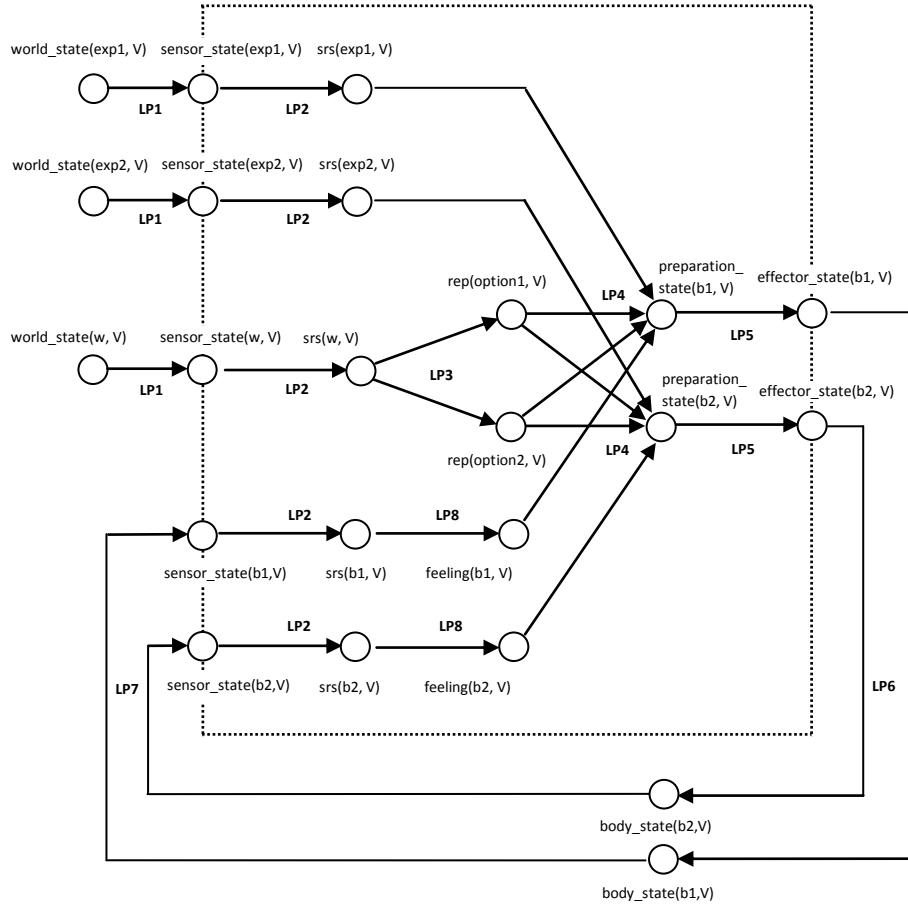 world_state(exp1, V) sensor_state(exp1, V) srs(exp1, V)
LP1 LP2
world_state(exp2, V) sensor_state(exp2, V) srs(exp2, V)
LP1 LP2
preparation_
state(b1, V)
effector_state(b1, V)
rep(option1, V)
LP4
LP5
world_state(w, V) sensor_state(w, V) srs(w, V)
LP1 LP2 LP3
preparation_
state(b2, V)
effector_state(b2, V)
rep(option2, V)
LP4
LP5
LP2 LP8
sensor_state(b1,V) srs(b1, V) feeling(b1, V)
LP2 LP8
sensor_state(b2,V) srs(b2, V) feeling(b2, V)
LP7
LP6
body_state(b2,V)
body_state(b1,V)